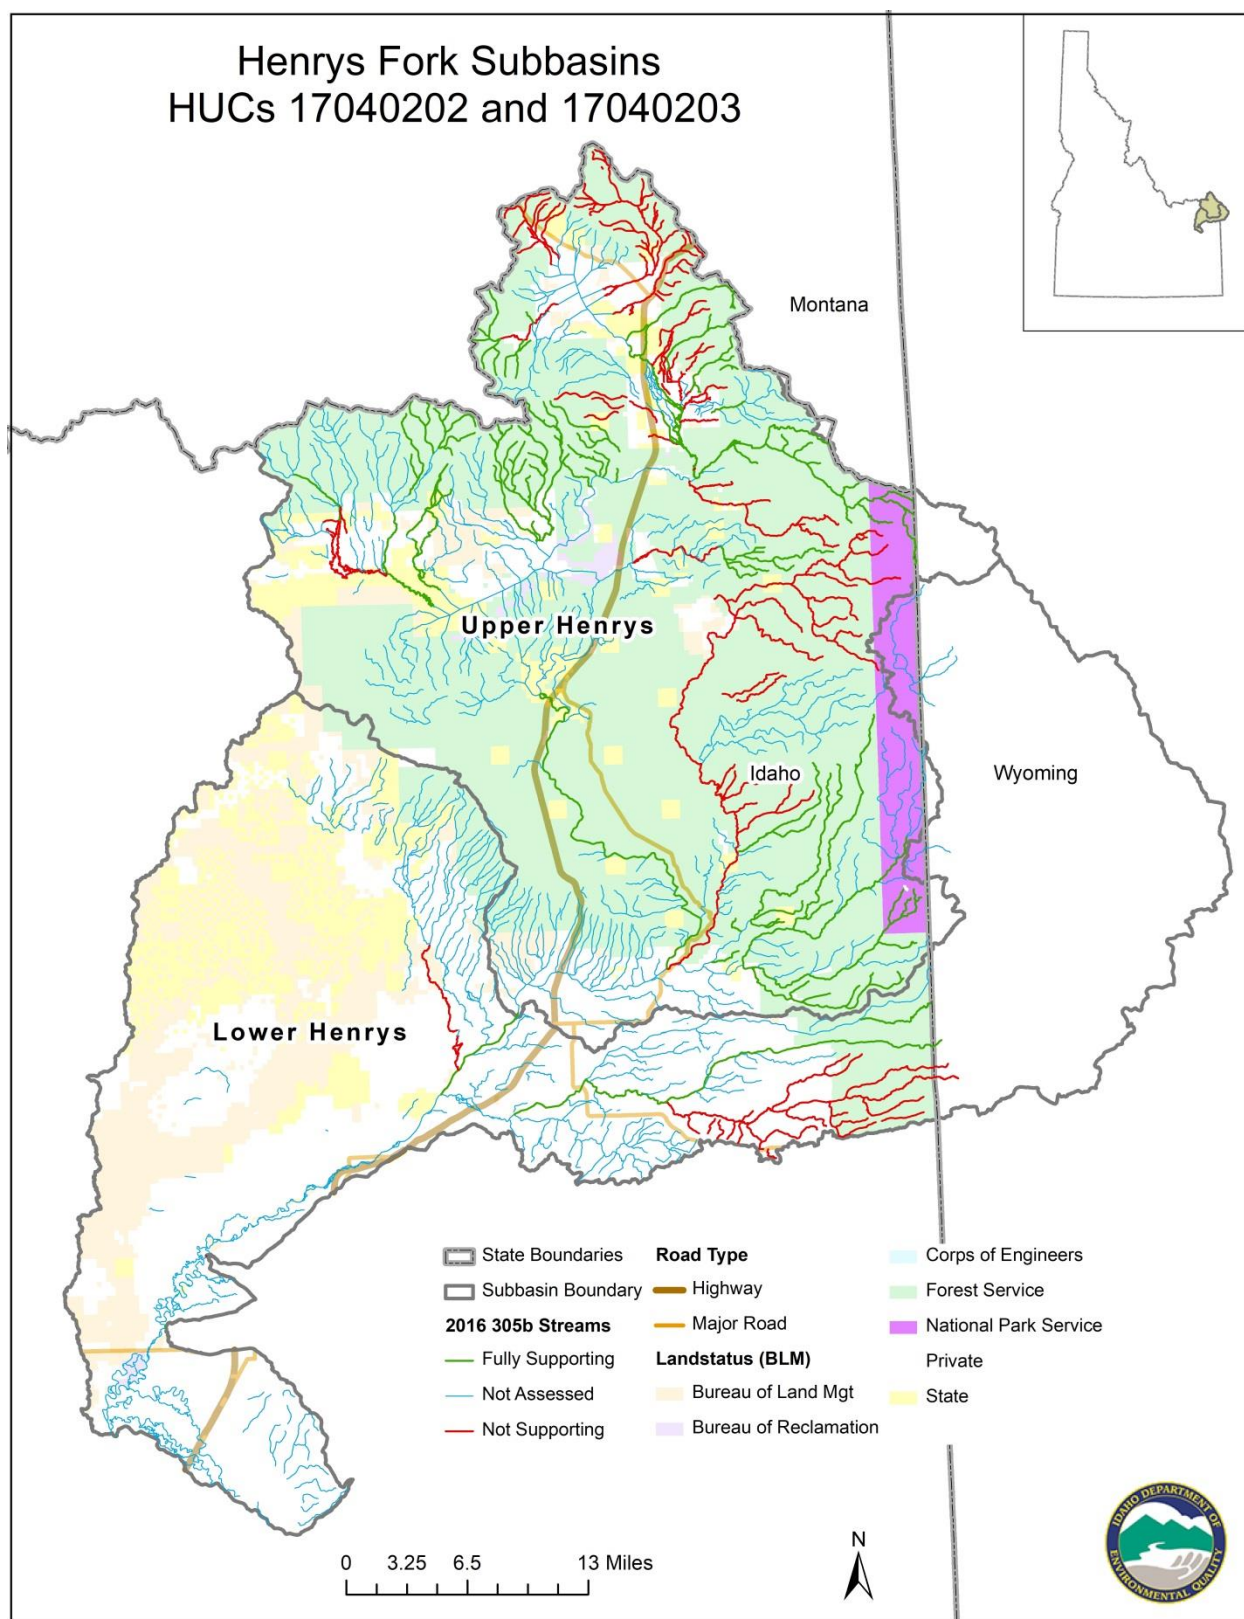 Henrys Fork Subbasins
HUCs 17040202 and 17040203
Montana
Upper Henrys
Idaho
Wyoming
Lower Henrys
State Boundaries
Subbasin Boundary
2016 305b Streams
Fully Supporting
Not Assessed
Not Supporting
Road Type
Highway
Major Road
Landstatus (BLM)
Bureau of Land Mgt
Bureau of Reclamation
Corps of Engineers
Forest Service
National Park Service
Private
State
0 3.25 6.5 13 Miles
N
IDAHO DEPARTMENT OF
ENVIRONMENTAL QUALITY